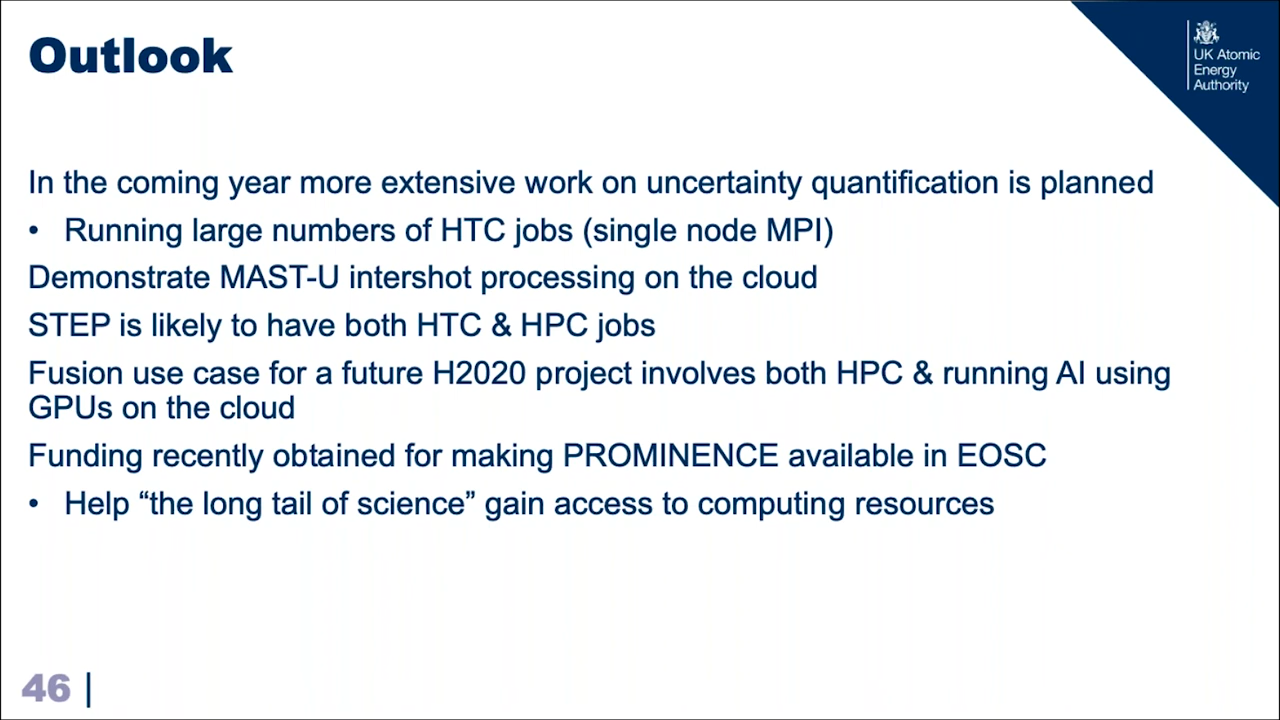 Outlook
UK Atomic
Energy
Authority
In the coming year more extensive work on uncertainty quantification is planned
• Running large numbers of HTC jobs (single node MPI)
Demonstrate MAST-U intershot processing on the cloud
STEP is likely to have both HTC & HPC jobs
Fusion use case for a future H2020 project involves both HPC & running AI using
GPUs on the cloud
Funding recently obtained for making PROMINENCE available in EOSC
• Help “the long tail of science” gain access to computing resources
46 |